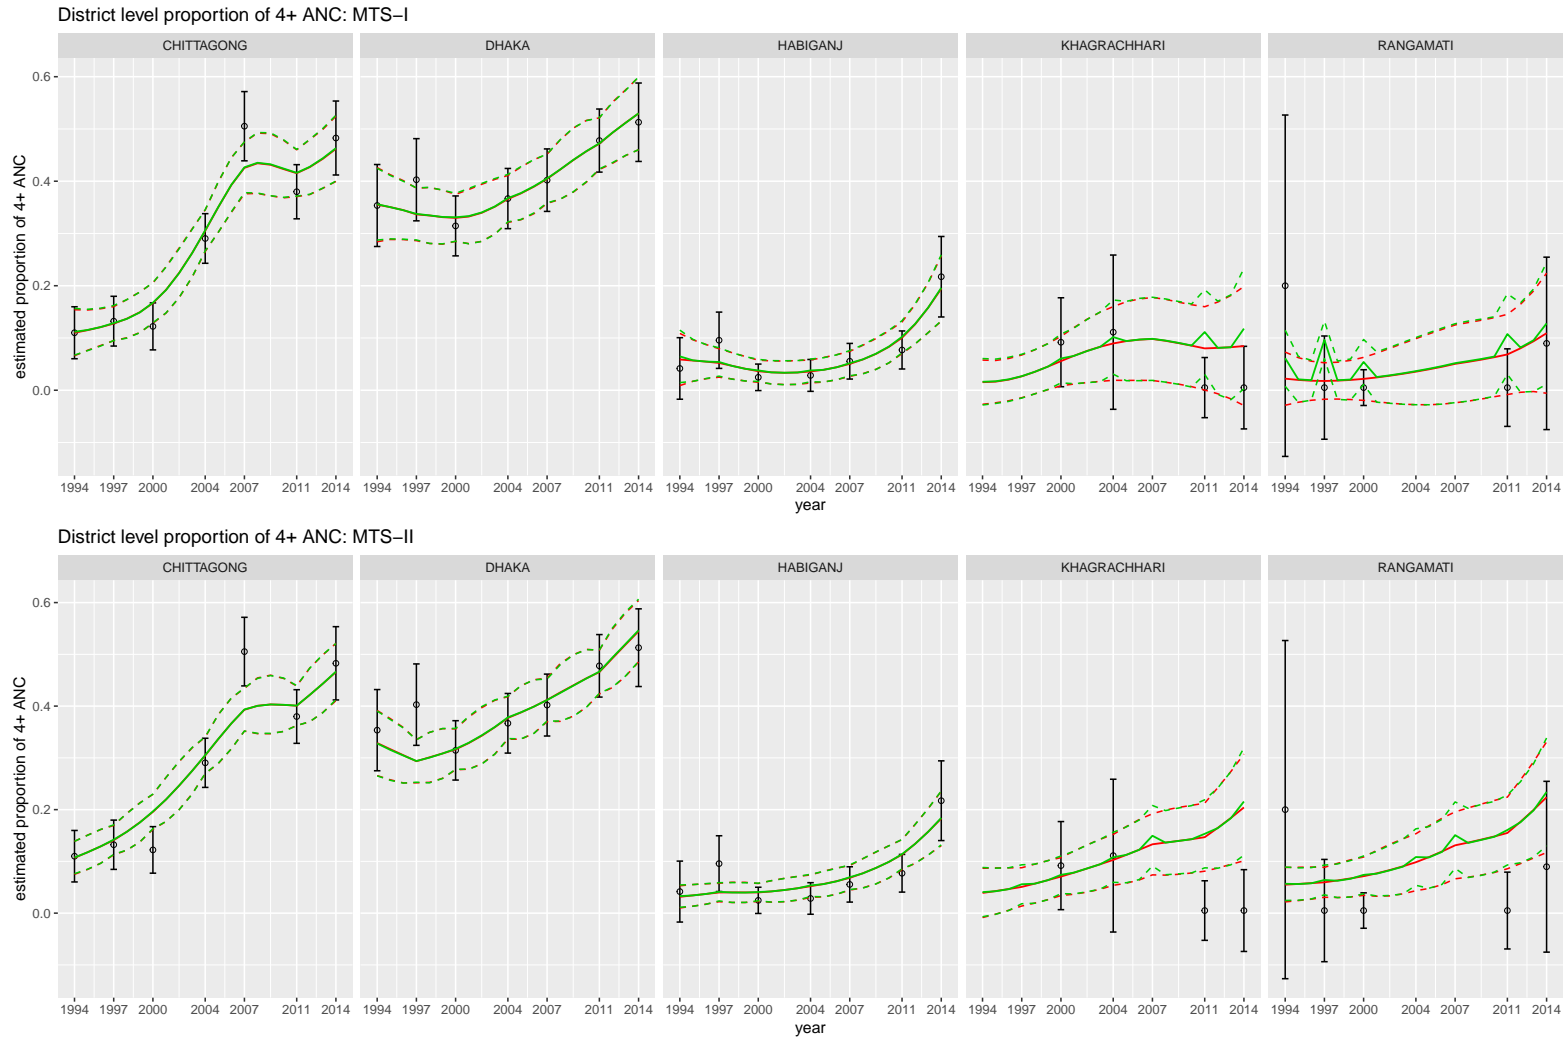 District level proportion of 4+ ANC: MTS−I
CHITTAGONG DHAKA HABIGANJ KHAGRACHHARI RANGAMATI
estimated proportion of 4+ ANC
0.6
0.4
0.2
0.0
1994 1997 2000 2004 2007 2011 2014 1994 1997 2000 2004 2007 2011 2014 1994 1997 2000 2004 2007 2011 2014 1994 1997 2000 2004 2007 2011 2014 1994 1997 2000 2004 2007 2011 2014
year
District level proportion of 4+ ANC: MTS−II
CHITTAGONG DHAKA HABIGANJ KHAGRACHHARI RANGAMATI
estimated proportion of 4+ ANC
0.6
0.4
0.2
0.0
1994 1997 2000 2004 2007 2011 2014 1994 1997 2000 2004 2007 2011 2014 1994 1997 2000 2004 2007 2011 2014 1994 1997 2000 2004 2007 2011 2014 1994 1997 2000 2004 2007 2011 2014
year